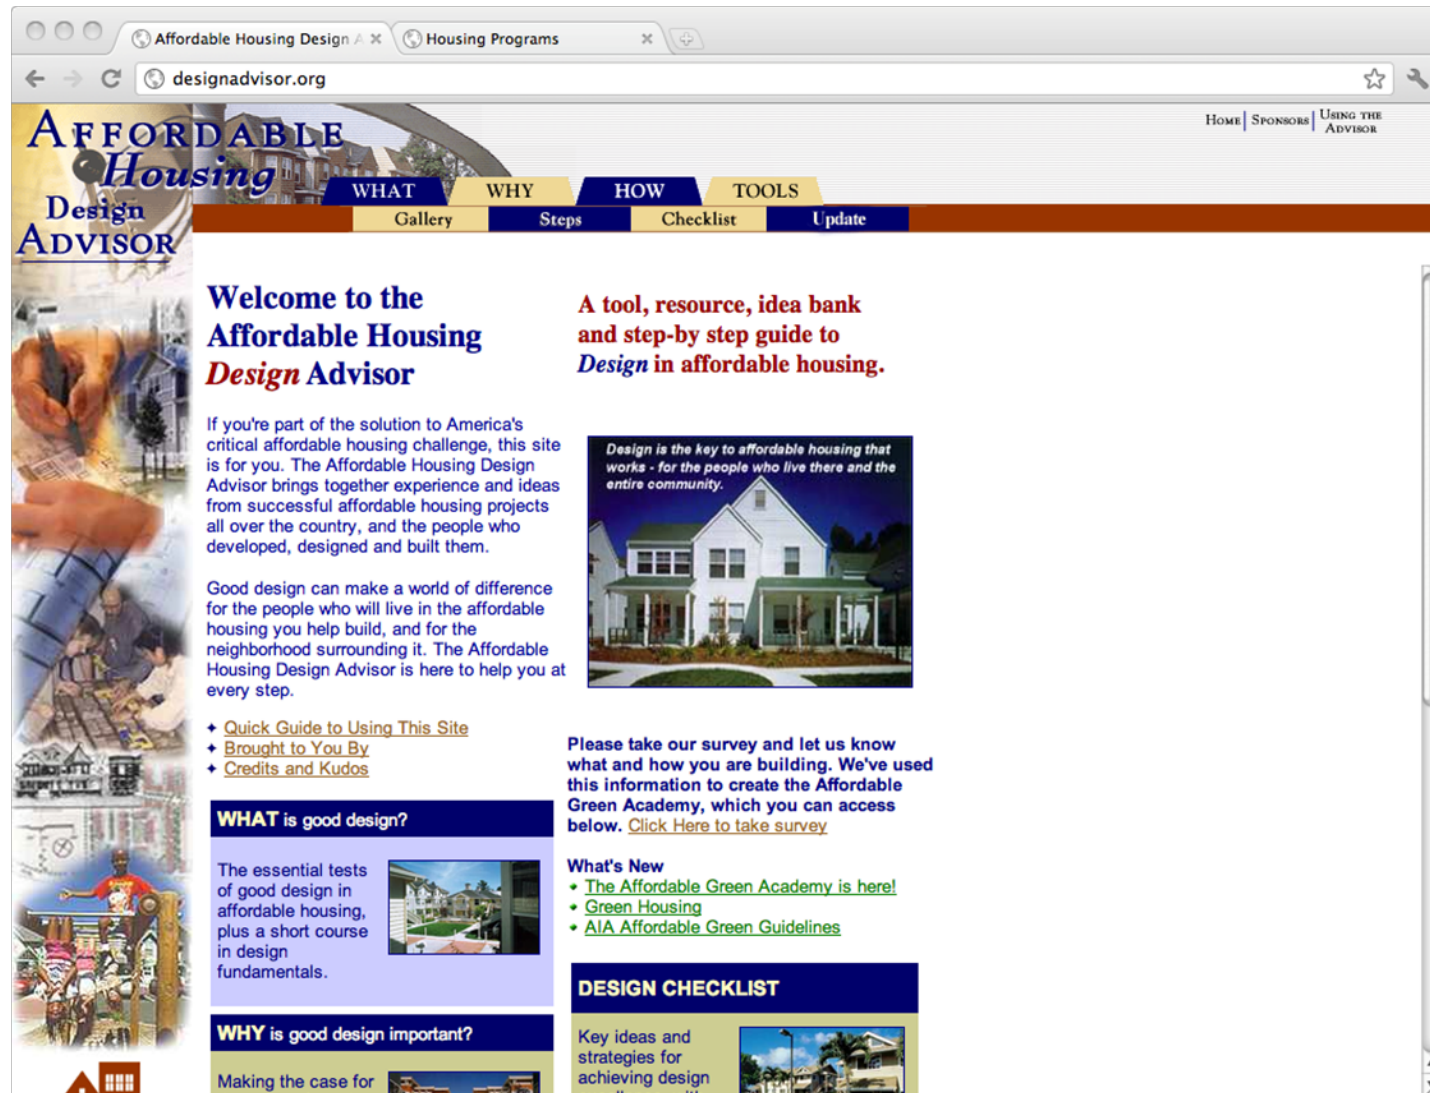 Affordable Housing Design A
Housing Programs
designadvisor.org
AFFORDABLE
Housing
Design
ADVISOR
HOME | SPONSORS | USING THE
ADVISOR
WHAT WHY HOW TOOLS
Gallery Steps Checklist Update
Welcome to the
Affordable Housing
Design Advisor
If you're part of the solution to America's
critical affordable housing challenge, this site
is for you. The Affordable Housing Design
Advisor brings together experience and ideas
from successful affordable housing projects
all over the country, and the people who
developed, designed and built them.
Good design can make a world of difference
for the people who will live in the affordable
housing you help build, and for the
neighborhood surrounding it. The Affordable
Housing Design Advisor is here to help you at
every step.
Quick Guide to Using This Site
Brought to You By
Credits and Kudos
WHAT is good design?
The essential tests
of good design in
affordable housing,
plus a short course
in design
fundamentals.
WHY is good design important?
Making the case for
A tool, resource, idea bank
and step-by step guide to
Design in affordable housing.
Design is the key to affordable housing that
works - for the people who live there and the
entire community.
Please take our survey and let us know
what and how you are building. We've used
this information to create the Affordable
Green Academy, which you can access
below. Click Here to take survey
What's New
The Affordable Green Academy is here!
Green Housing
AIA Affordable Green Guidelines
DESIGN CHECKLIST
Key ideas and
strategies for
achieving design